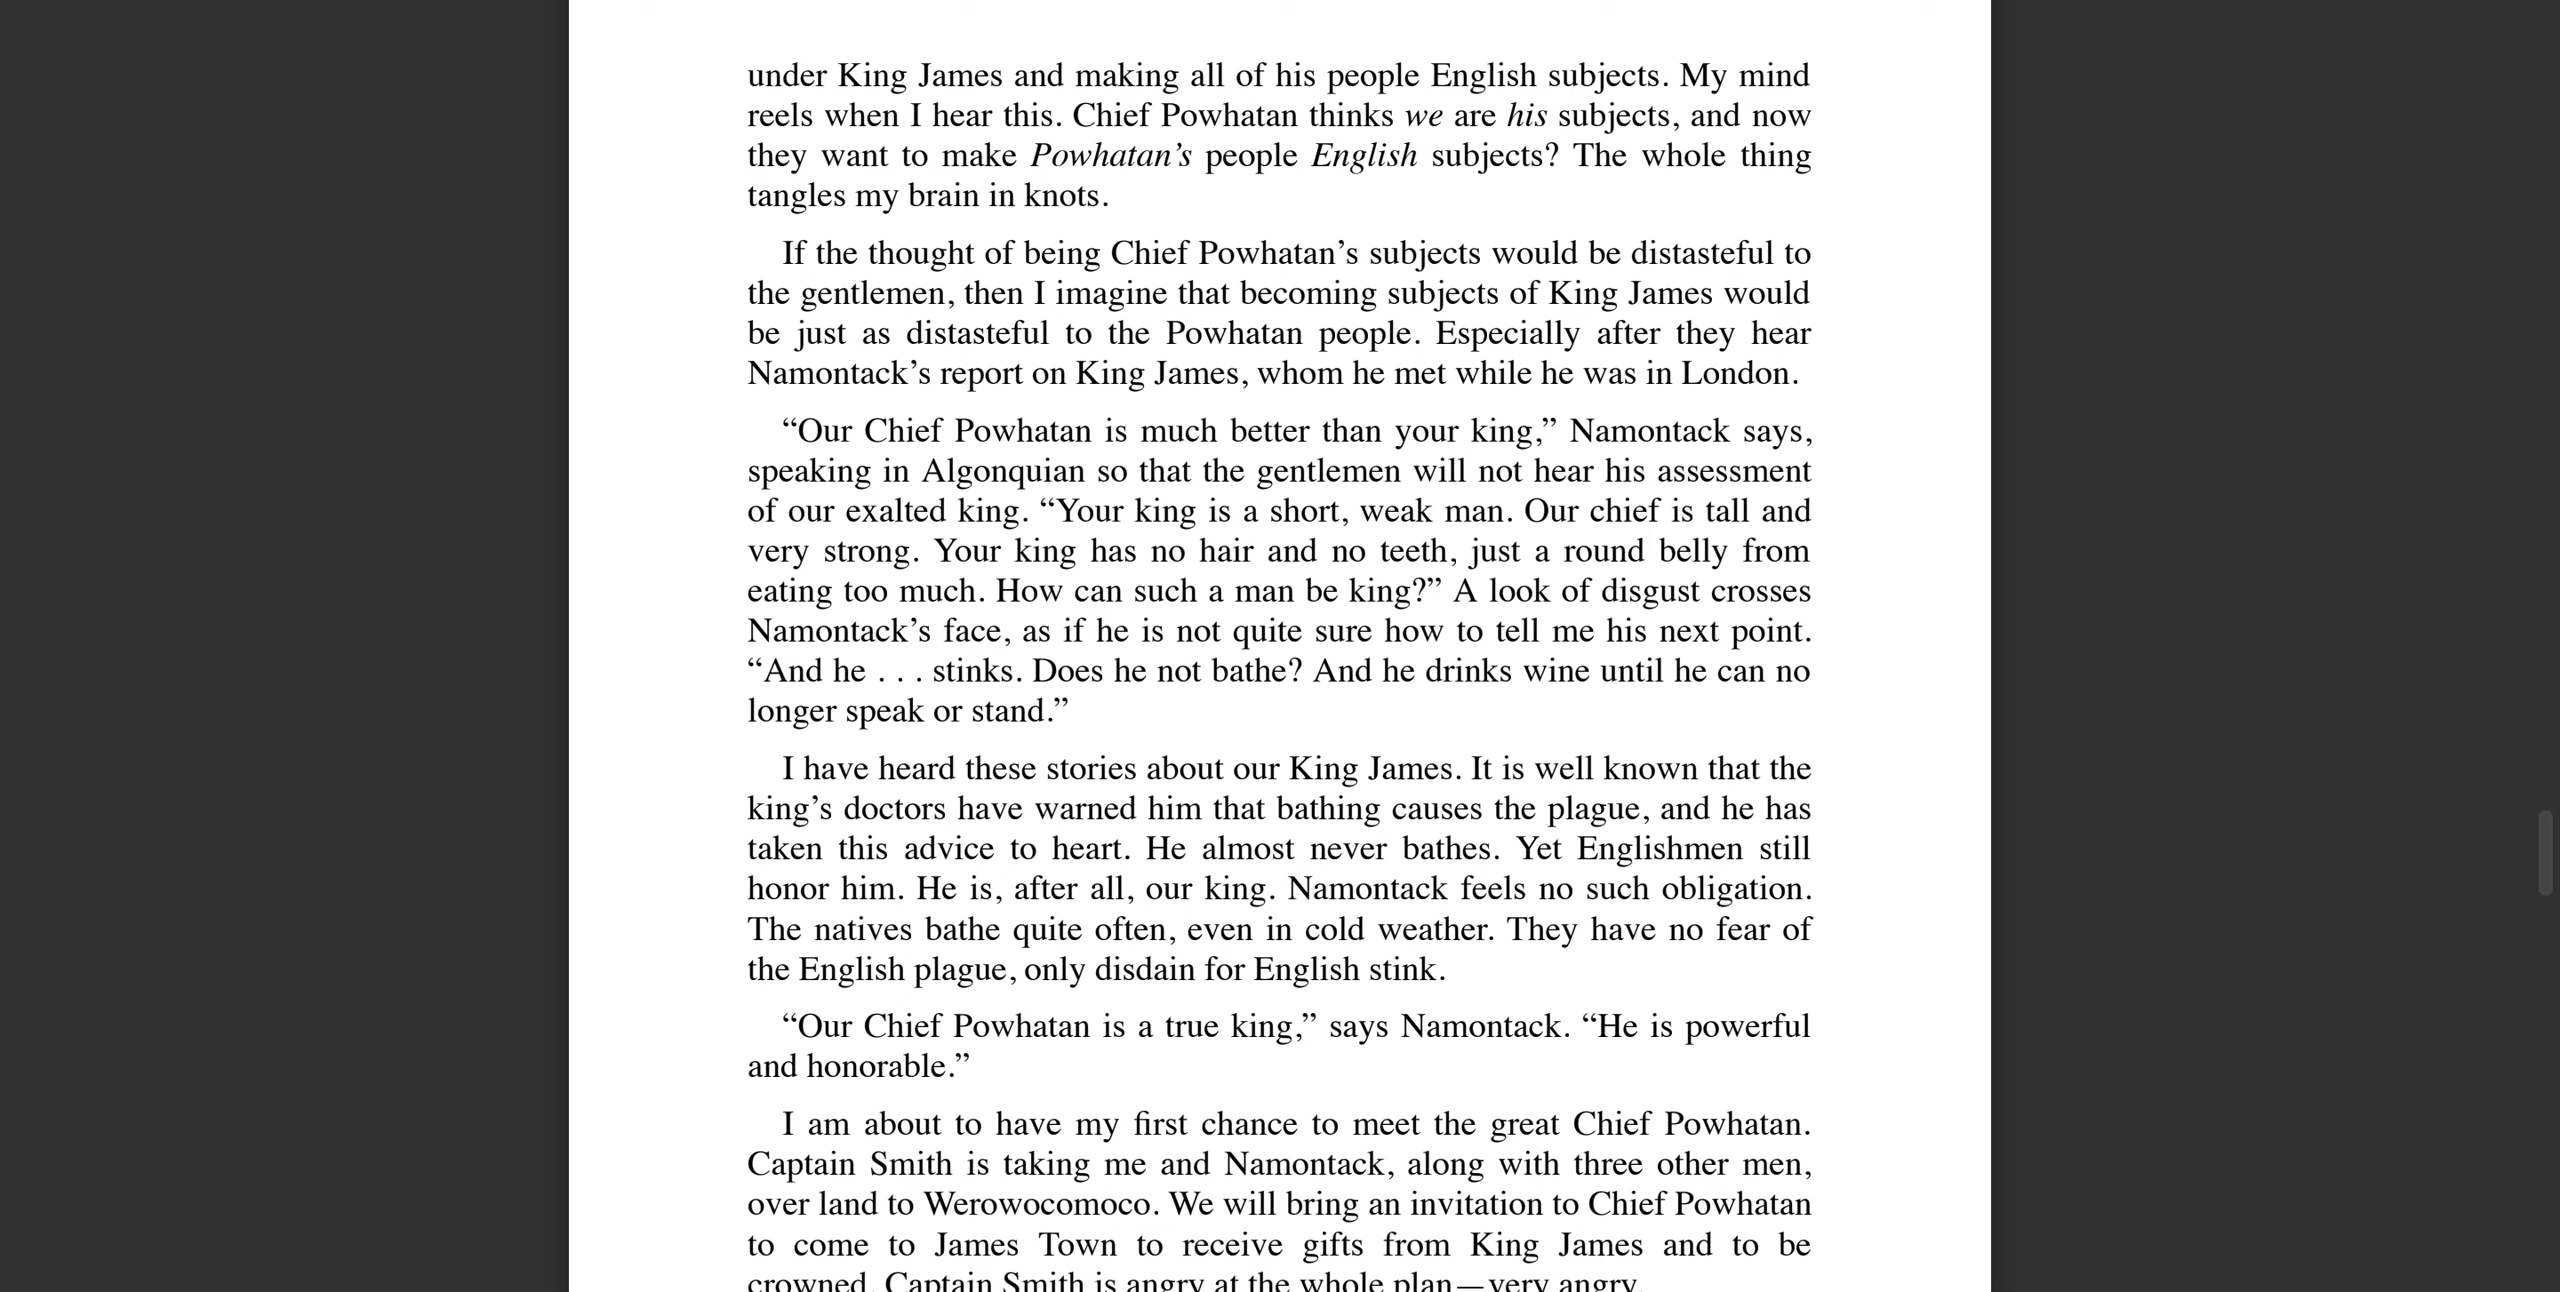 under King James and making all of his people English subjects. My mind
reels when I hear this. Chief Powhatan thinks we are his subjects, and now
they want to make Powhatan’s people English subjects? The whole thing
tangles my brain in knots.
If the thought of being Chief Powhatan’s subjects would be distasteful to
the gentlemen, then I imagine that becoming subjects of King James would
be just as distasteful to the Powhatan people. Especially after they hear
Namontack’s report on King James, whom he met while he was in London.
“Our Chief Powhatan is much better than your king,” Namontack says,
speaking in Algonquian so that the gentlemen will not hear his assessment
of our exalted king. “Your king is a short, weak man. Our chief is tall and
very strong. Your king has no hair and no teeth, just a round belly from
eating too much. How can such a man be king?” A look of disgust crosses
Namontack’s face, as if he is not quite sure how to tell me his next point.
“And he . . . stinks. Does he not bathe? And he drinks wine until he can no
longer speak or stand.”
I have heard these stories about our King James. It is well known that the
king’s doctors have warned him that bathing causes the plague, and he has
taken this advice to heart. He almost never bathes. Yet Englishmen still
honor him. He is, after all, our king. Namontack feels no such obligation.
The natives bathe quite often, even in cold weather. They have no fear of
the English plague, only disdain for English stink.
“Our Chief Powhatan is a true king,” says Namontack. “He is powerful
and honorable.”
I am about to have my first chance to meet the great Chief Powhatan.
Captain Smith is taking me and Namontack, along with three other men,
over land to Werowocomoco. We will bring an invitation to Chief Powhatan
to come to James Town to receive gifts from King James and to be
crowned. Captain Smith is angry at the whole plan—very angry.